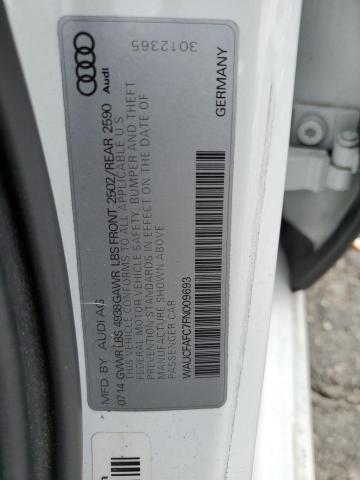 Audi
3012365
MFD. BY AUDI AG
GERMANY
07 14 GVWR LBS 4938 GAWR LBS FRONT 2502/REAR 2590
THIS VEHICLE CONFORMS TO ALL APPLICABLE U S
FEDERAL MOTOR VEHICLE SAFETY, BUMPER AND THEFT
PREVENTION STANDARDS IN EFFECT ON THE DATE OF
MANUFACTURE SHOWN ABOVE.
PASSENGER CAR
WAUCFAFC7FN009693